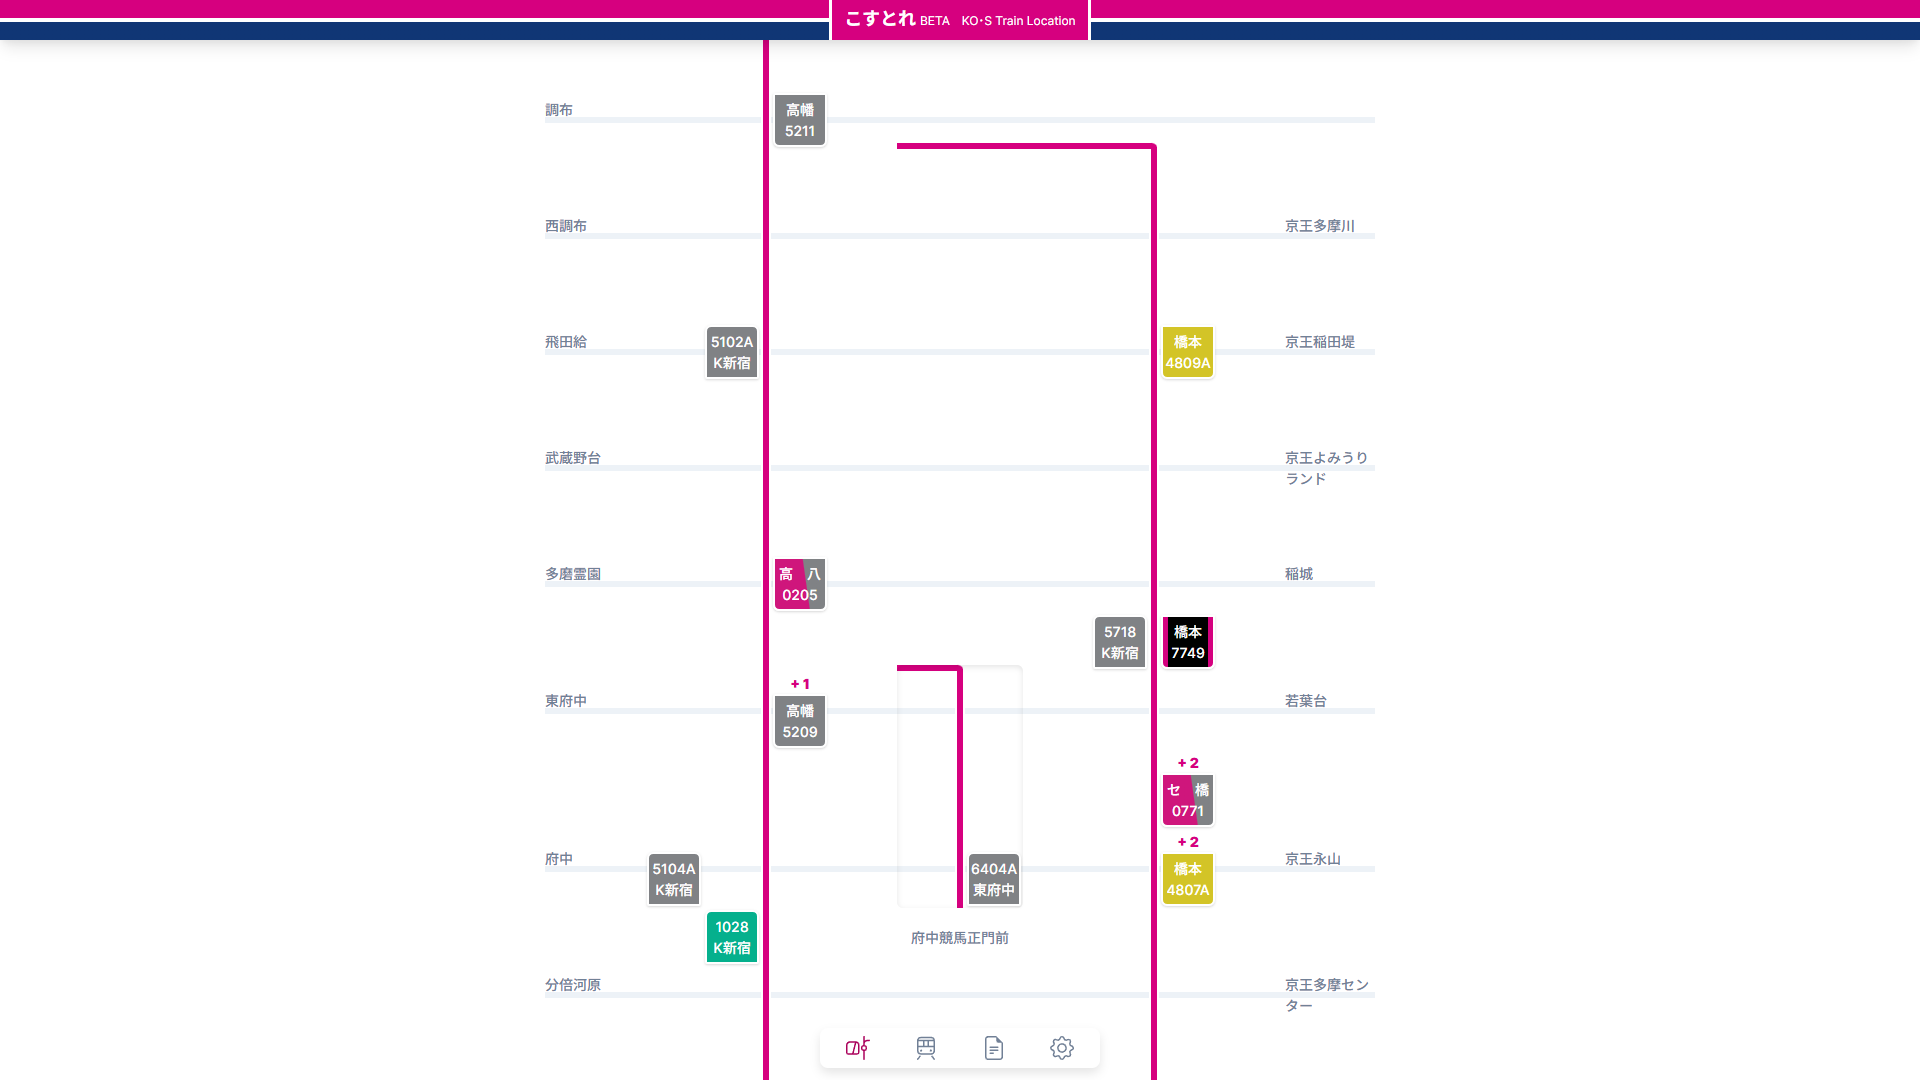 こすとれ BETA KO・S Train Location
調布
高幡
5211
西調布
京王多摩川
飛田給
5102A
K新宿
橋本
4809A
京王稲田堤
武蔵野台
京王よみうり
ランド
多磨霊園
高 八
0205
稲城
5718
K新宿
橋本
7749
+1
東府中
高幡
5209
若葉台
+2
セ 橋
0771
+2
府中
5104A
K新宿
6404A
東府中
橋本
4807A
京王永山
1028
K新宿
府中競馬正門前
分倍河原
京王多摩セン
ター